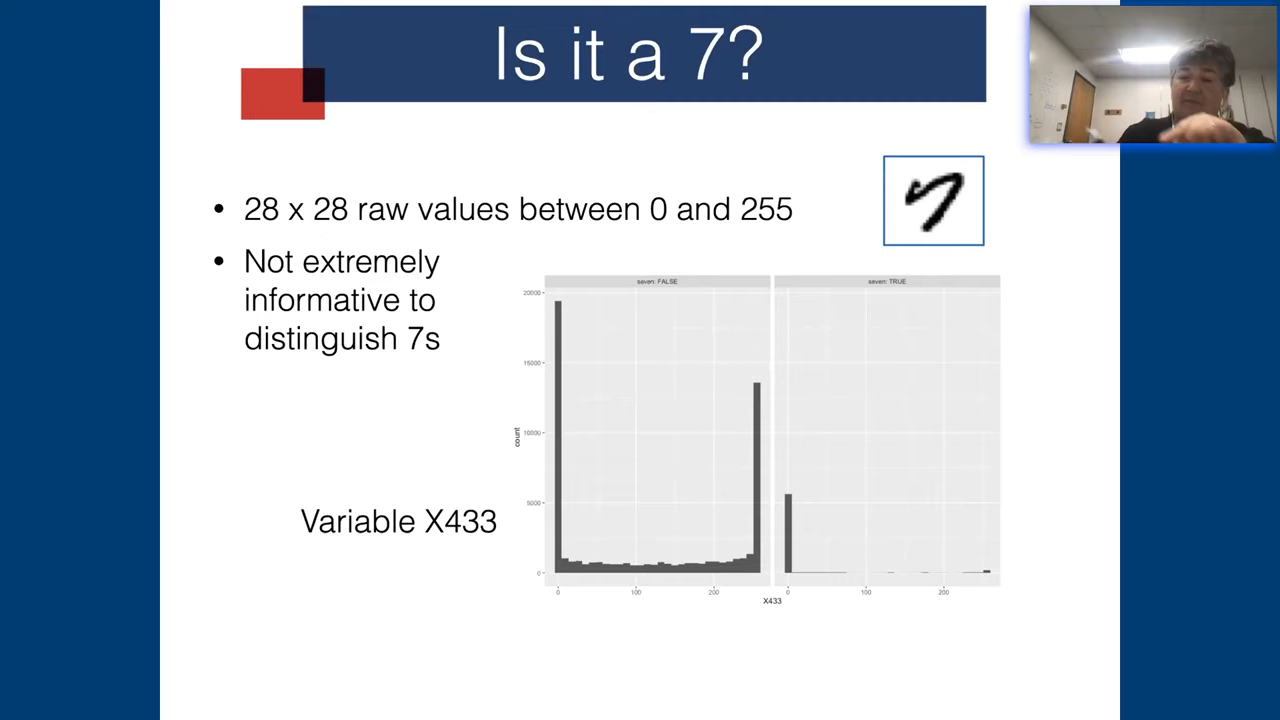 Is it a 7?
• 28 x 28 raw values between 0 and 255
• Not extremely
informative to
distinguish 7s
Variable X433
seven: FALSE
seven: TRUE
20000
15000
10000
5000
0
count
0
100
200
0
100
200
X433
7